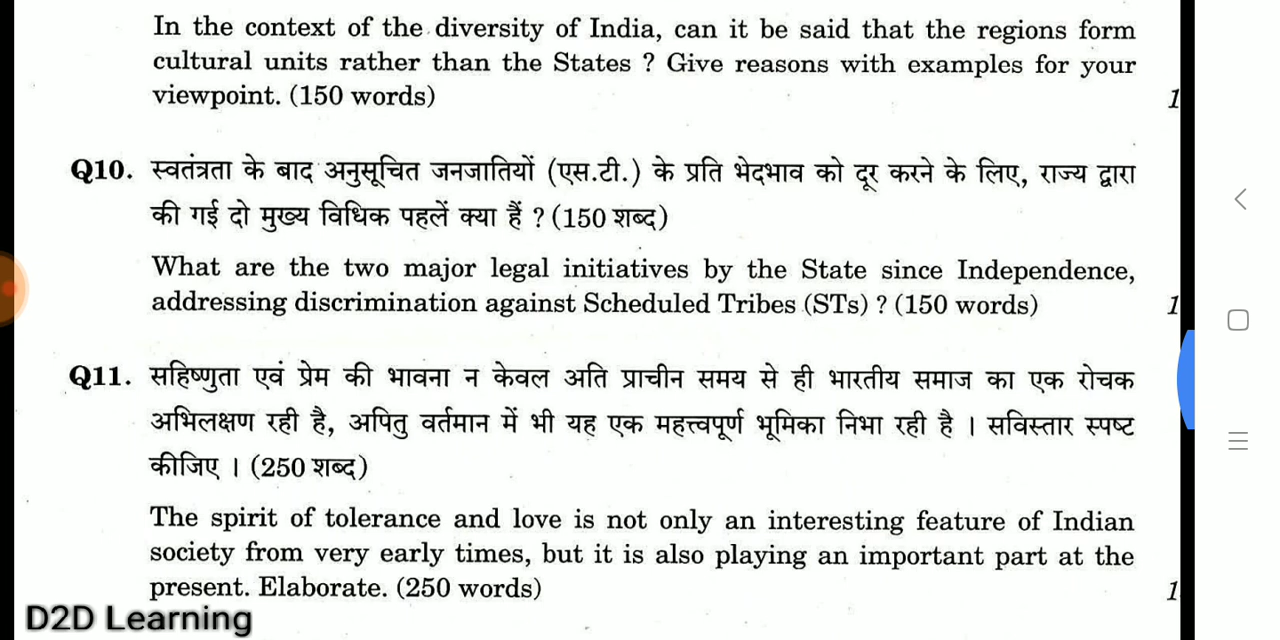 In the context of the diversity of India, can it be said that the regions form
cultural units rather than the States ? Give reasons with examples for your
viewpoint. (150 words)
1
Q10. स्वतंत्रता के बाद अनुसूचित जनजातियों (एस.टी.) के प्रति भेदभाव को दूर करने के लिए, राज्य द्वारा
की गई दो मुख्य विधिक पहलें क्या हैं ? (150 शब्द)
What are the two major legal initiatives by the State since Independence,
addressing discrimination against Scheduled Tribes (STs) ? (150 words)
1
Q11. सहिष्णुता एवं प्रेम की भावना न केवल अति प्राचीन समय से ही भारतीय समाज का एक रोचक
अभिलक्षण रही है, अपितु वर्तमान में भी यह एक महत्त्वपूर्ण भूमिका निभा रही है । सविस्तार स्पष्ट
कीजिए । (250 शब्द)
The spirit of tolerance and love is not only an interesting feature of Indian
society from very early times, but it is also playing an important part at the
present. Elaborate. (250 words)
1
D2D Learning